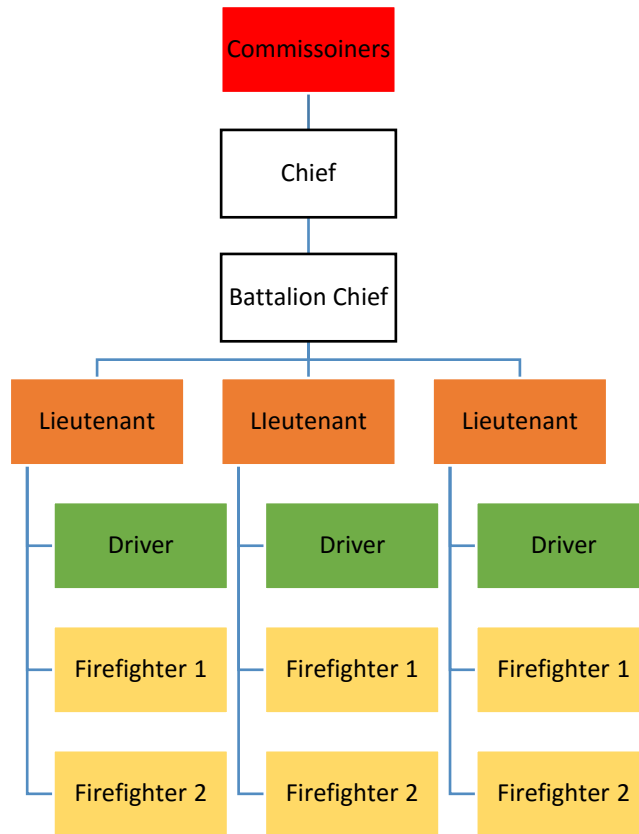 Commissoiners
Chief
Battalion Chief
Lieutenant
Lleutenant
Lieutenant
Driver
Driver
Driver
Firefighter 1
Firefighter 1
Firefighter 1
Firefighter 2
Firefighter 2
Firefighter 2